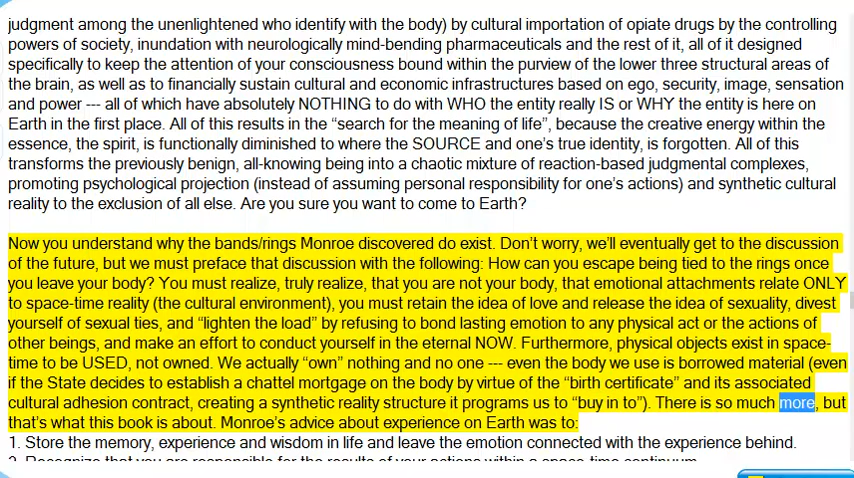 judgment among the unenlightened who identify with the body) by cultural importation of opiate drugs by the controlling
powers of society, inundation with neurologically mind-bending pharmaceuticals and the rest of it, all of it designed
specifically to keep the attention of your consciousness bound within the purview of the lower three structural areas of
the brain, as well as to financially sustain cultural and economic infrastructures based on ego, security, image, sensation
and power --- all of which have absolutely NOTHING to do with WHO the entity really IS or WHY the entity is here on
Earth in the first place. All of this results in the “search for the meaning of life”, because the creative energy within the
essence, the spirit, is functionally diminished to where the SOURCE and one’s true identity, is forgotten. All of this
transforms the previously benign, all-knowing being into a chaotic mixture of reaction-based judgmental complexes,
promoting psychological projection (instead of assuming personal responsibility for one’s actions) and synthetic cultural
reality to the exclusion of all else. Are you sure you want to come to Earth?
Now you understand why the bands/rings Monroe discovered do exist. Don’t worry, we’ll eventually get to the discussion
of the future, but we must preface that discussion with the following: How can you escape being tied to the rings once
you leave your body? You must realize, truly realize, that you are not your body, that emotional attachments relate ONLY
to space-time reality (the cultural environment), you must retain the idea of love and release the idea of sexuality, divest
yourself of sexual ties, and “lighten the load” by refusing to bond lasting emotion to any physical act or the actions of
other beings, and make an effort to conduct yourself in the eternal NOW. Furthermore, physical objects exist in space-
time to be USED, not owned. We actually “own” nothing and no one --- even the body we use is borrowed material (even
if the State decides to establish a chattel mortgage on the body by virtue of the “birth certificate” and its associated
cultural adhesion contract, creating a synthetic reality structure it programs us to “buy in to”). There is so much more, but
that’s what this book is about. Monroe’s advice about experience on Earth was to:
1. Store the memory, experience and wisdom in life and leave the emotion connected with the experience behind.
2. Recognize that you are responsible for the results of your actions within a space-time continuum.